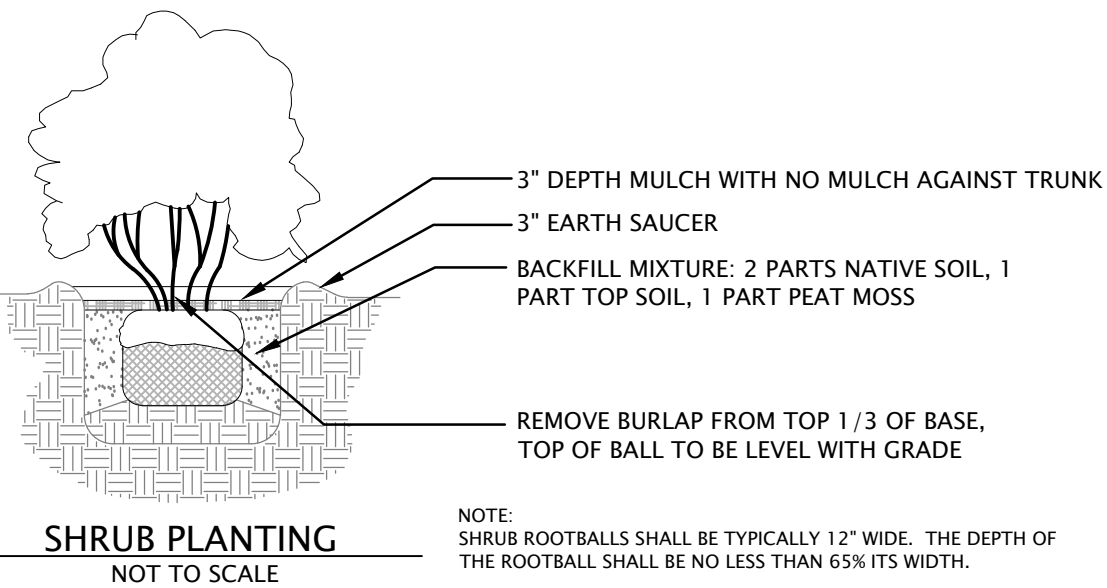 3" DEPTH MULCH WITH NO MULCH AGAINST TRUNK
3" EARTH SAUCER
BACKFILL MIXTURE: 2 PARTS NATIVE SOIL, 1
PART TOP SOIL, 1 PART PEAT MOSS
REMOVE BURLAP FROM TOP 1/3 OF BASE,
TOP OF BALL TO BE LEVEL WITH GRADE
SHRUB PLANTING
NOT TO SCALE
NOTE:
SHRUB ROOTBALLS SHALL BE TYPICALLY 12" WIDE. THE DEPTH OF
THE ROOTBALL SHALL BE NO LESS THAN 65% ITS WIDTH.